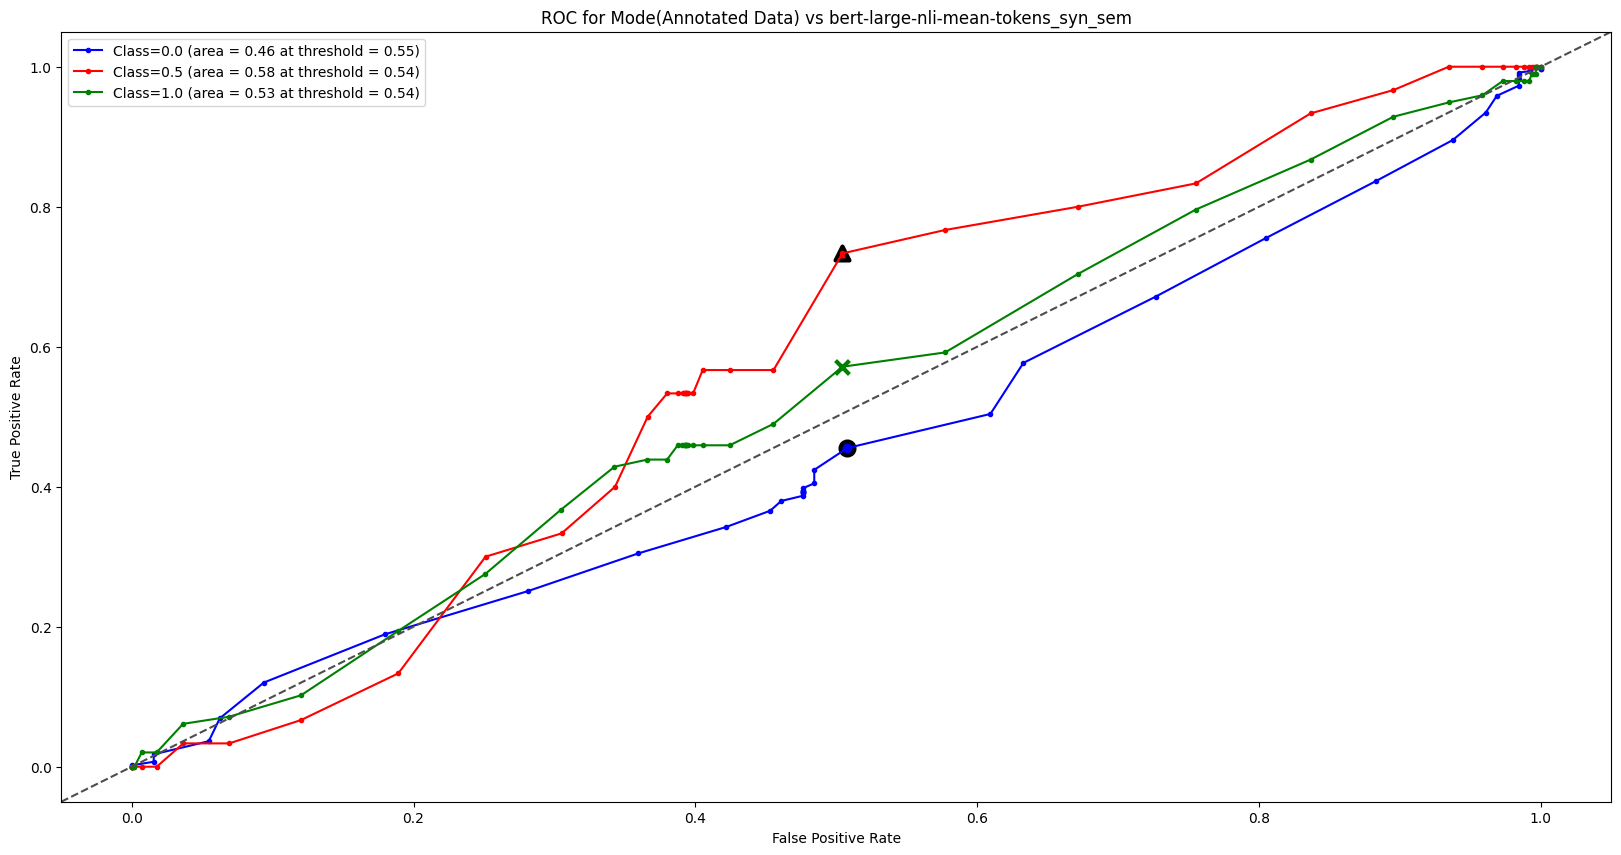 ROC for Mode(Annotated Data) vs bert-large-nli-mean-tokens_syn_sem
Class=0.0 (area = 0.46 at threshold = 0.55)
Class=0.5 (area = 0.58 at threshold = 0.54)
Class=1.0 (area = 0.53 at threshold = 0.54)
True Positive Rate
1.0
0.8
0.6
0.4
0.2
0.0
0.0 0.2 0.4 0.6 0.8 1.0
False Positive Rate